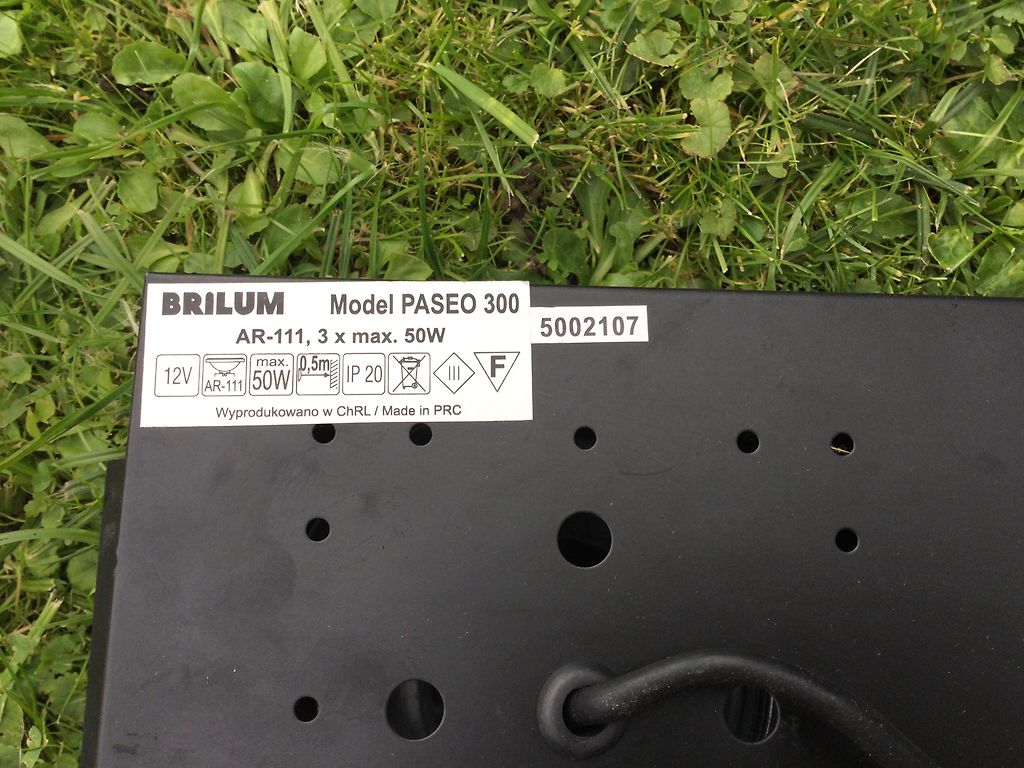 BRILUM Model PASEO 300
AR-111, 3 x max. 50W
5002107
12V AR-111 max. 50W 0,5m IP 20 III F
Wyprodukowano w ChRL / Made in PRC